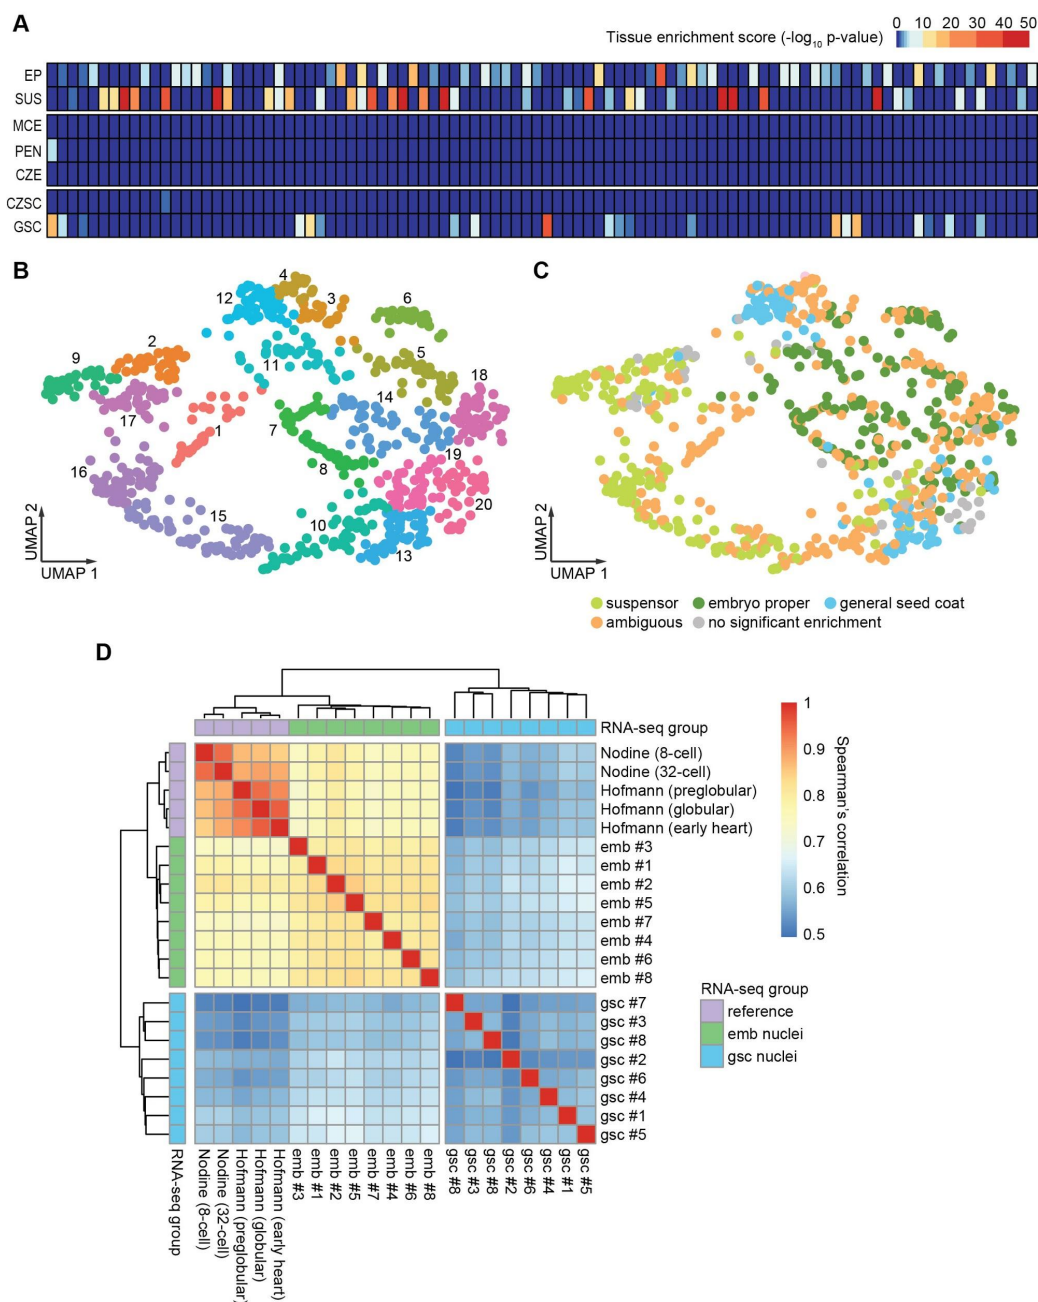 A
Tissue enrichment score (-log10 p-value)
0 10 20 30 40 50
EP
SUS
MCE
PEN
CZE
CZSC
GSC
B
C
4
12
3
6
2
9
11
5
18
14
17
1
7
8
19
16
20
15
10
13
UMAP 2
UMAP 1
UMAP 2
UMAP 1
suspensor
embryo proper
general seed coat
ambiguous
no significant enrichment
D
RNA-seq group
Nodine (8-cell)
Nodine (32-cell)
Hofmann (preglobular)
Hofmann (globular)
Hofmann (early heart)
emb #3
emb #1
emb #2
emb #5
emb #7
emb #4
emb #6
emb #8
gsc #7
gsc #3
gsc #8
gsc #2
gsc #6
gsc #4
gsc #1
gsc #5
1
0.9
0.8
0.7
0.6
0.5
Spearman's correlation
RNA-seq group
reference
emb nuclei
gsc nuclei
RNA-seq group
Nodine (8-cell)
Nodine (32-cell)
Hofmann (preglobular)
Hofmann (globular)
Hofmann (early heart)
emb #3
emb #1
emb #2
emb #5
emb #7
emb #4
emb #6
emb #8
gsc #8
gsc #3
gsc #8
gsc #2
gsc #6
gsc #4
gsc #1
gsc #5